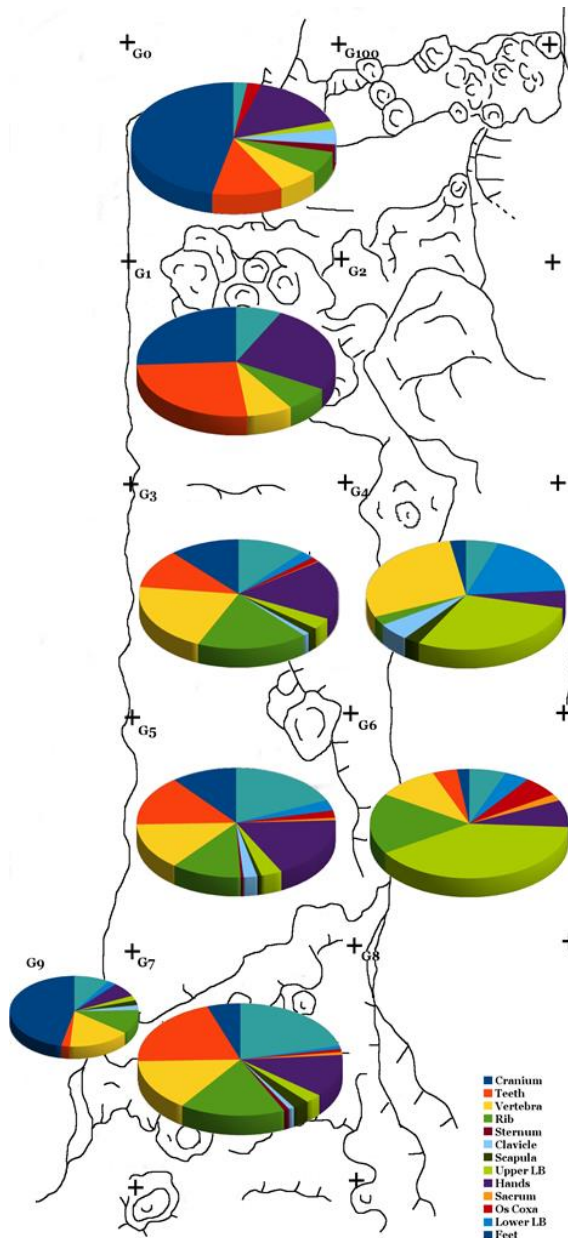 G0
G100
G1
G2
G3
G4
G5
G6
G9
G7
G8
Cranium
Teeth
Vertebra
Rib
Sternum
Clavicle
Scapula
Upper LB
Hands
Sacrum
Os Coxa
Lower LB
Feet